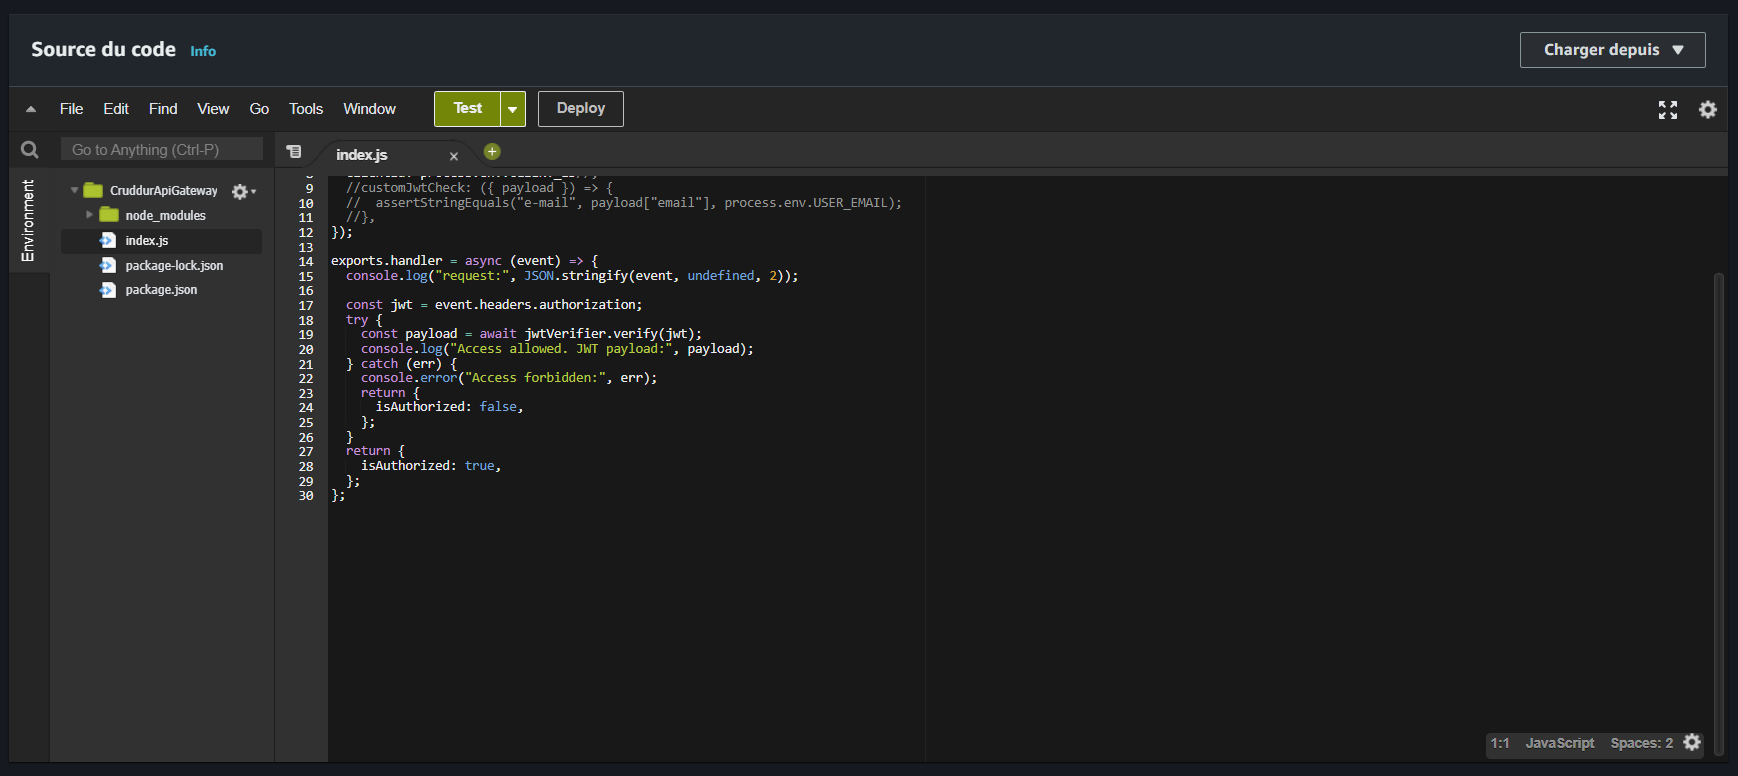 Source du code Info
Charger depuis
File Edit Find View Go Tools Window Test Deploy
Go to Anything (Ctrl-P)
index.js
Environment
CruddurApiGateway
node_modules
index.js
package-lock.json
package.json
9 //customJwtCheck: ({ payload }) => {
10 // assertStringEquals("e-mail", payload["email"], process.env.USER_EMAIL);
11 //},
12 });
13
14 exports.handler = async (event) => {
15 console.log("request:", JSON.stringify(event, undefined, 2));
16
17 const jwt = event.headers.authorization;
18 try {
19 const payload = await jwtVerifier.verify(jwt);
20 console.log("Access allowed. JWT payload:", payload);
21 } catch (err) {
22 console.error("Access forbidden:", err);
23 return {
24 isAuthorized: false,
25 };
26 }
27 return {
28 isAuthorized: true,
29 };
30 };
1:1 JavaScript Spaces: 2